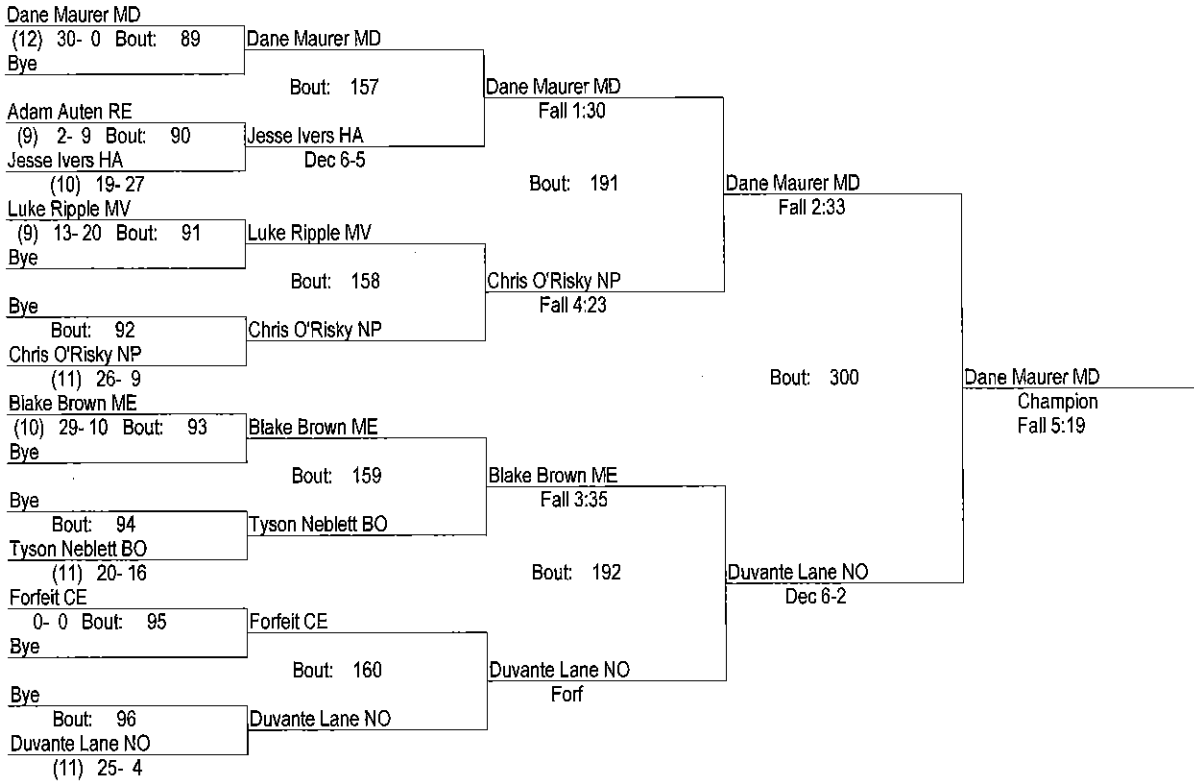 Dane Maurer MD
(12) 30- 0 Bout: 89
Bye
Dane Maurer MD
Bout: 157
Adam Auten RE
(9) 2- 9 Bout: 90
Jesse Ivers HA
(10) 19- 27
Jesse Ivers HA
Dec 6-5
Dane Maurer MD
Fall 1:30
Bout: 191
Luke Ripple MV
(9) 13- 20 Bout: 91
Bye
Luke Ripple MV
Bout: 158
Bye
Bout: 92
Chris O'Risky NP
(11) 26- 9
Chris O'Risky NP
Chris O'Risky NP
Fall 4:23
Dane Maurer MD
Fall 2:33
Bout: 300
Blake Brown ME
(10) 29- 10 Bout: 93
Bye
Blake Brown ME
Bout: 159
Bye
Bout: 94
Tyson Neblett BO
(11) 20- 16
Tyson Neblett BO
Blake Brown ME
Fall 3:35
Bout: 192
Forfeit CE
0- 0 Bout: 95
Bye
Forfeit CE
Bout: 160
Bye
Bout: 96
Duvante Lane NO
(11) 25- 4
Duvante Lane NO
Duvante Lane NO
Forf
Duvante Lane NO
Dec 6-2
Dane Maurer MD
Champion
Fall 5:19